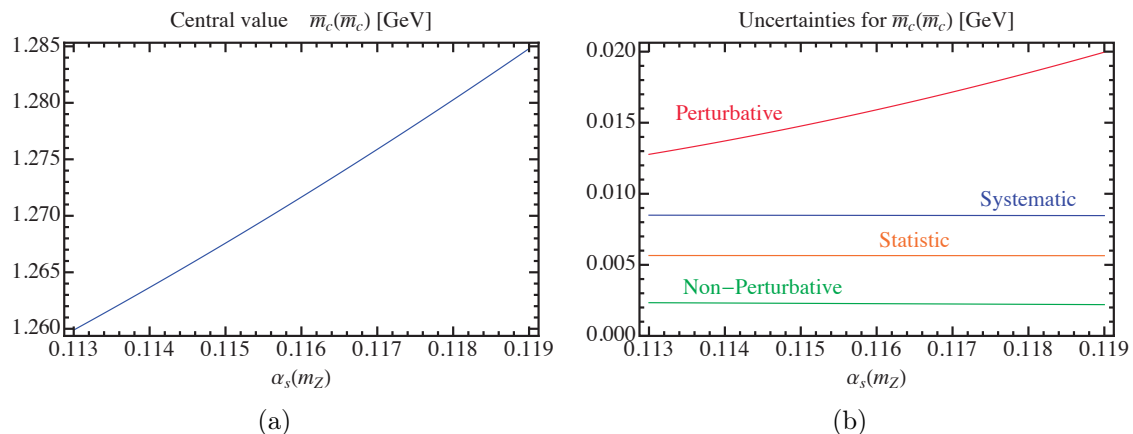 Central value m̅c(m̅c) [GeV]
1.285
1.280
1.275
1.270
1.265
1.260
0.113 0.114 0.115 0.116 0.117 0.118 0.119
αs(mZ)
(a)
Uncertainties for m̅c(m̅c) [GeV]
0.020
0.015
0.010
0.005
0.000
Perturbative
Systematic
Statistic
Non−Perturbative
0.113 0.114 0.115 0.116 0.117 0.118 0.119
αs(mZ)
(b)